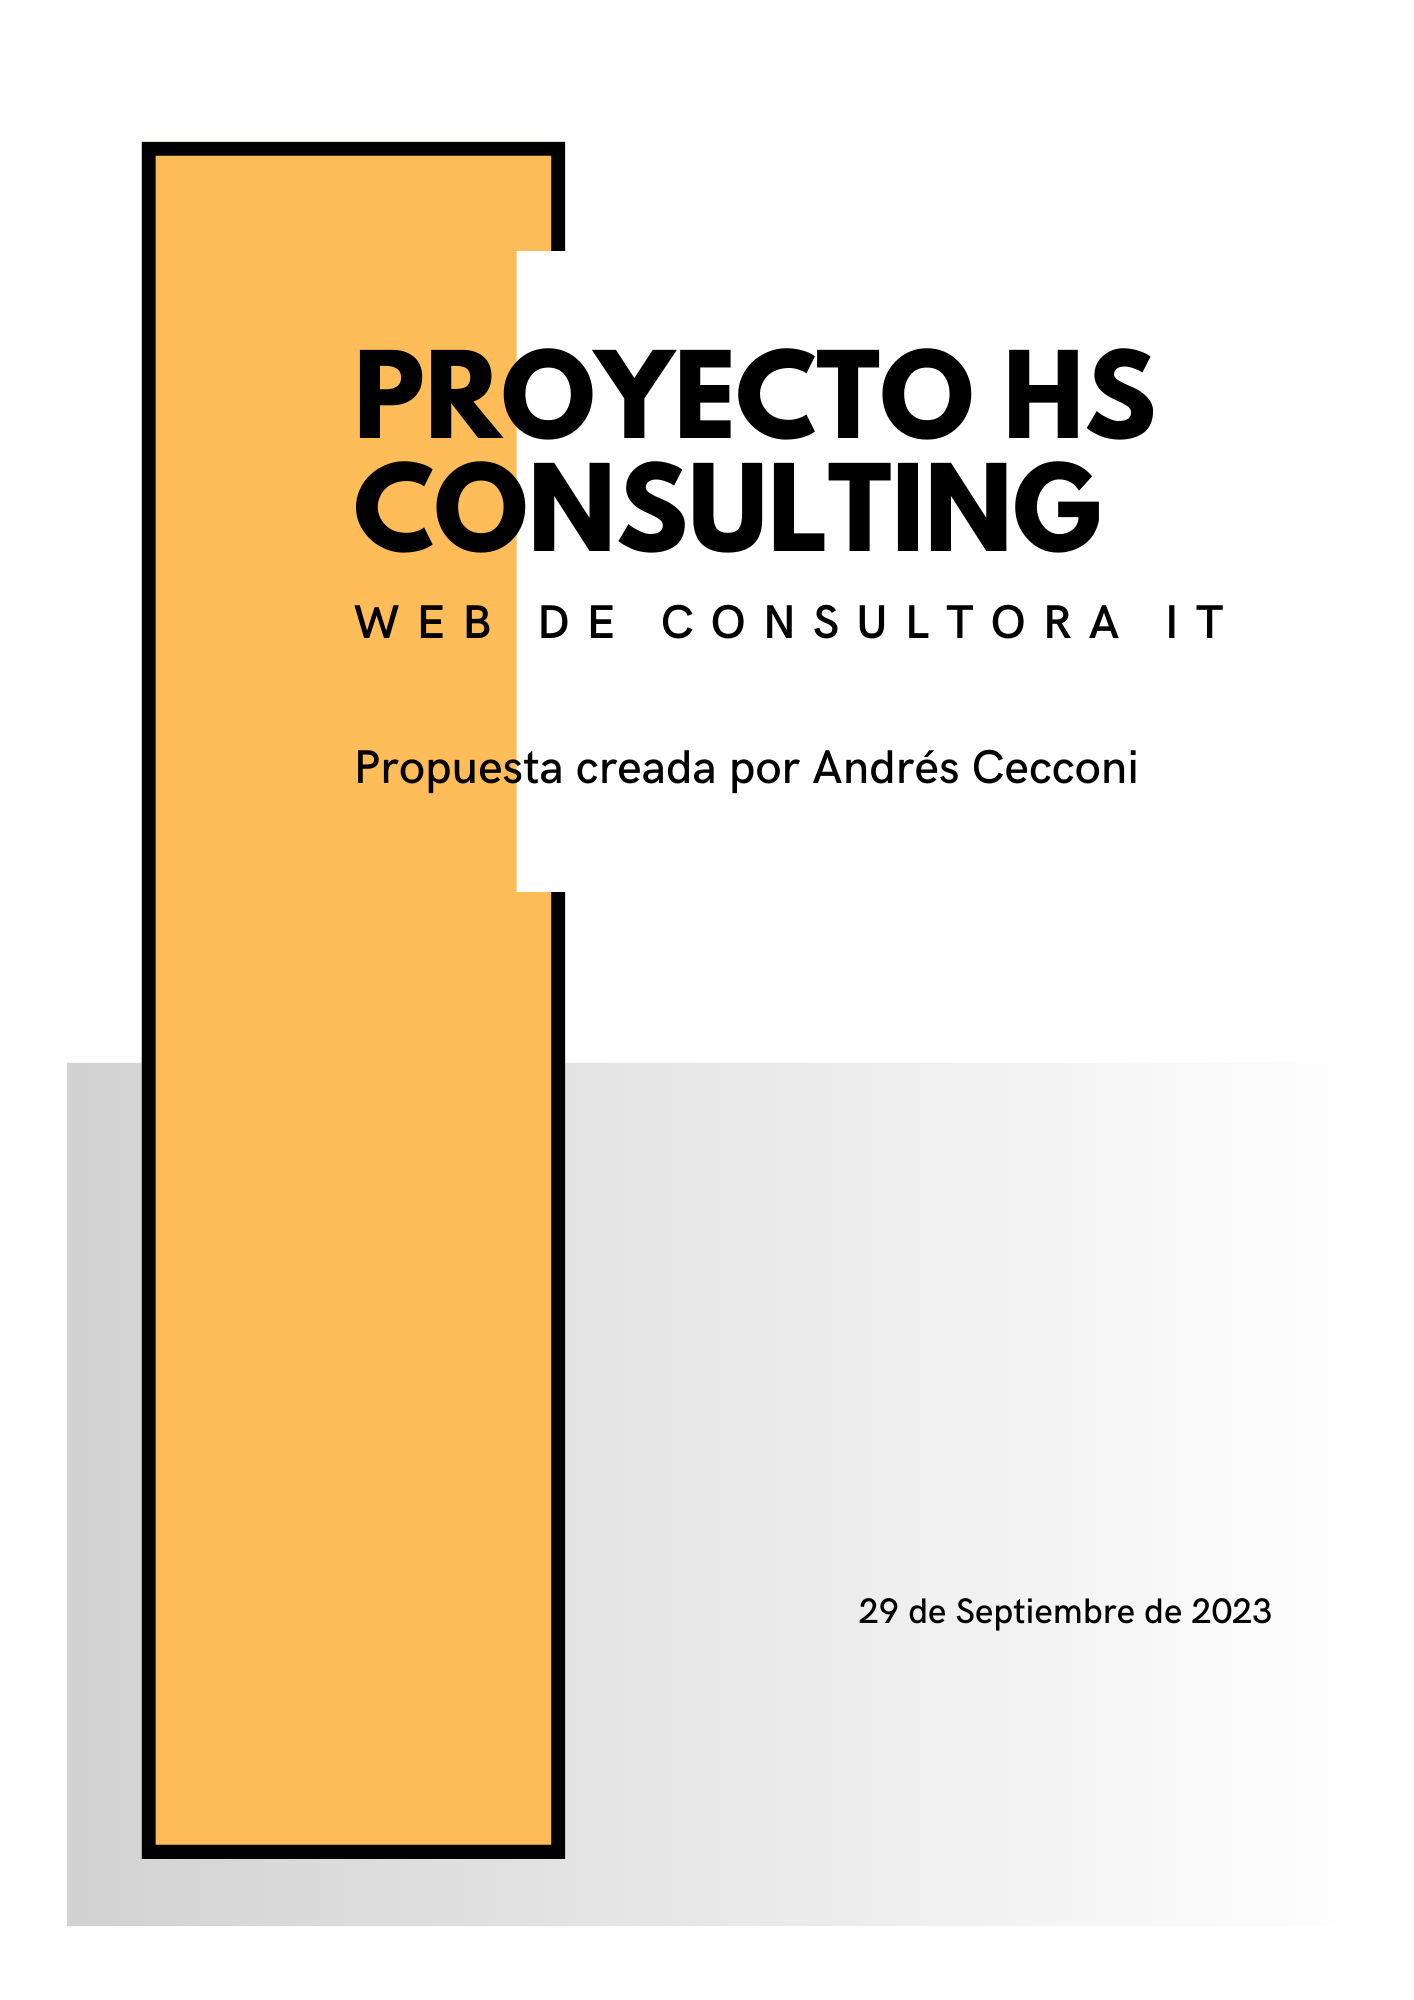 PROYECTO HS
CONSULTING
WEB DE CONSULTORA IT
Propuesta creada por Andrés Cecconi
29 de Septiembre de 2023